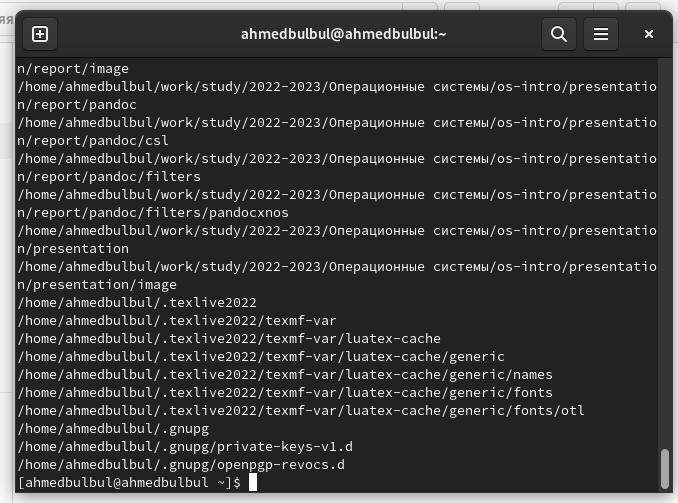 яя
ahmedbulbul@ahmedbulbul:~
n/report/image
/home/ahmedbulbul/work/study/2022-2023/Операционные системы/os-intro/presentatio
n/report/pandoc
/home/ahmedbulbul/work/study/2022-2023/Операционные системы/os-intro/presentatio
n/report/pandoc/csl
/home/ahmedbulbul/work/study/2022-2023/Операционные системы/os-intro/presentatio
n/report/pandoc/filters
/home/ahmedbulbul/work/study/2022-2023/Операционные системы/os-intro/presentatio
n/report/pandoc/filters/pandocxnos
/home/ahmedbulbul/work/study/2022-2023/Операционные системы/os-intro/presentatio
n/presentation
/home/ahmedbulbul/work/study/2022-2023/Операционные системы/os-intro/presentatio
n/presentation/image
/home/ahmedbulbul/.texlive2022
/home/ahmedbulbul/.texlive2022/texmf-var
/home/ahmedbulbul/.texlive2022/texmf-var/luatex-cache
/home/ahmedbulbul/.texlive2022/texmf-var/luatex-cache/generic
/home/ahmedbulbul/.texlive2022/texmf-var/luatex-cache/generic/names
/home/ahmedbulbul/.texlive2022/texmf-var/luatex-cache/generic/fonts
/home/ahmedbulbul/.texlive2022/texmf-var/luatex-cache/generic/fonts/otl
/home/ahmedbulbul/.gnupg
/home/ahmedbulbul/.gnupg/private-keys-v1.d
/home/ahmedbulbul/.gnupg/openpgp-revocs.d
[ahmedbulbul@ahmedbulbul ~]$